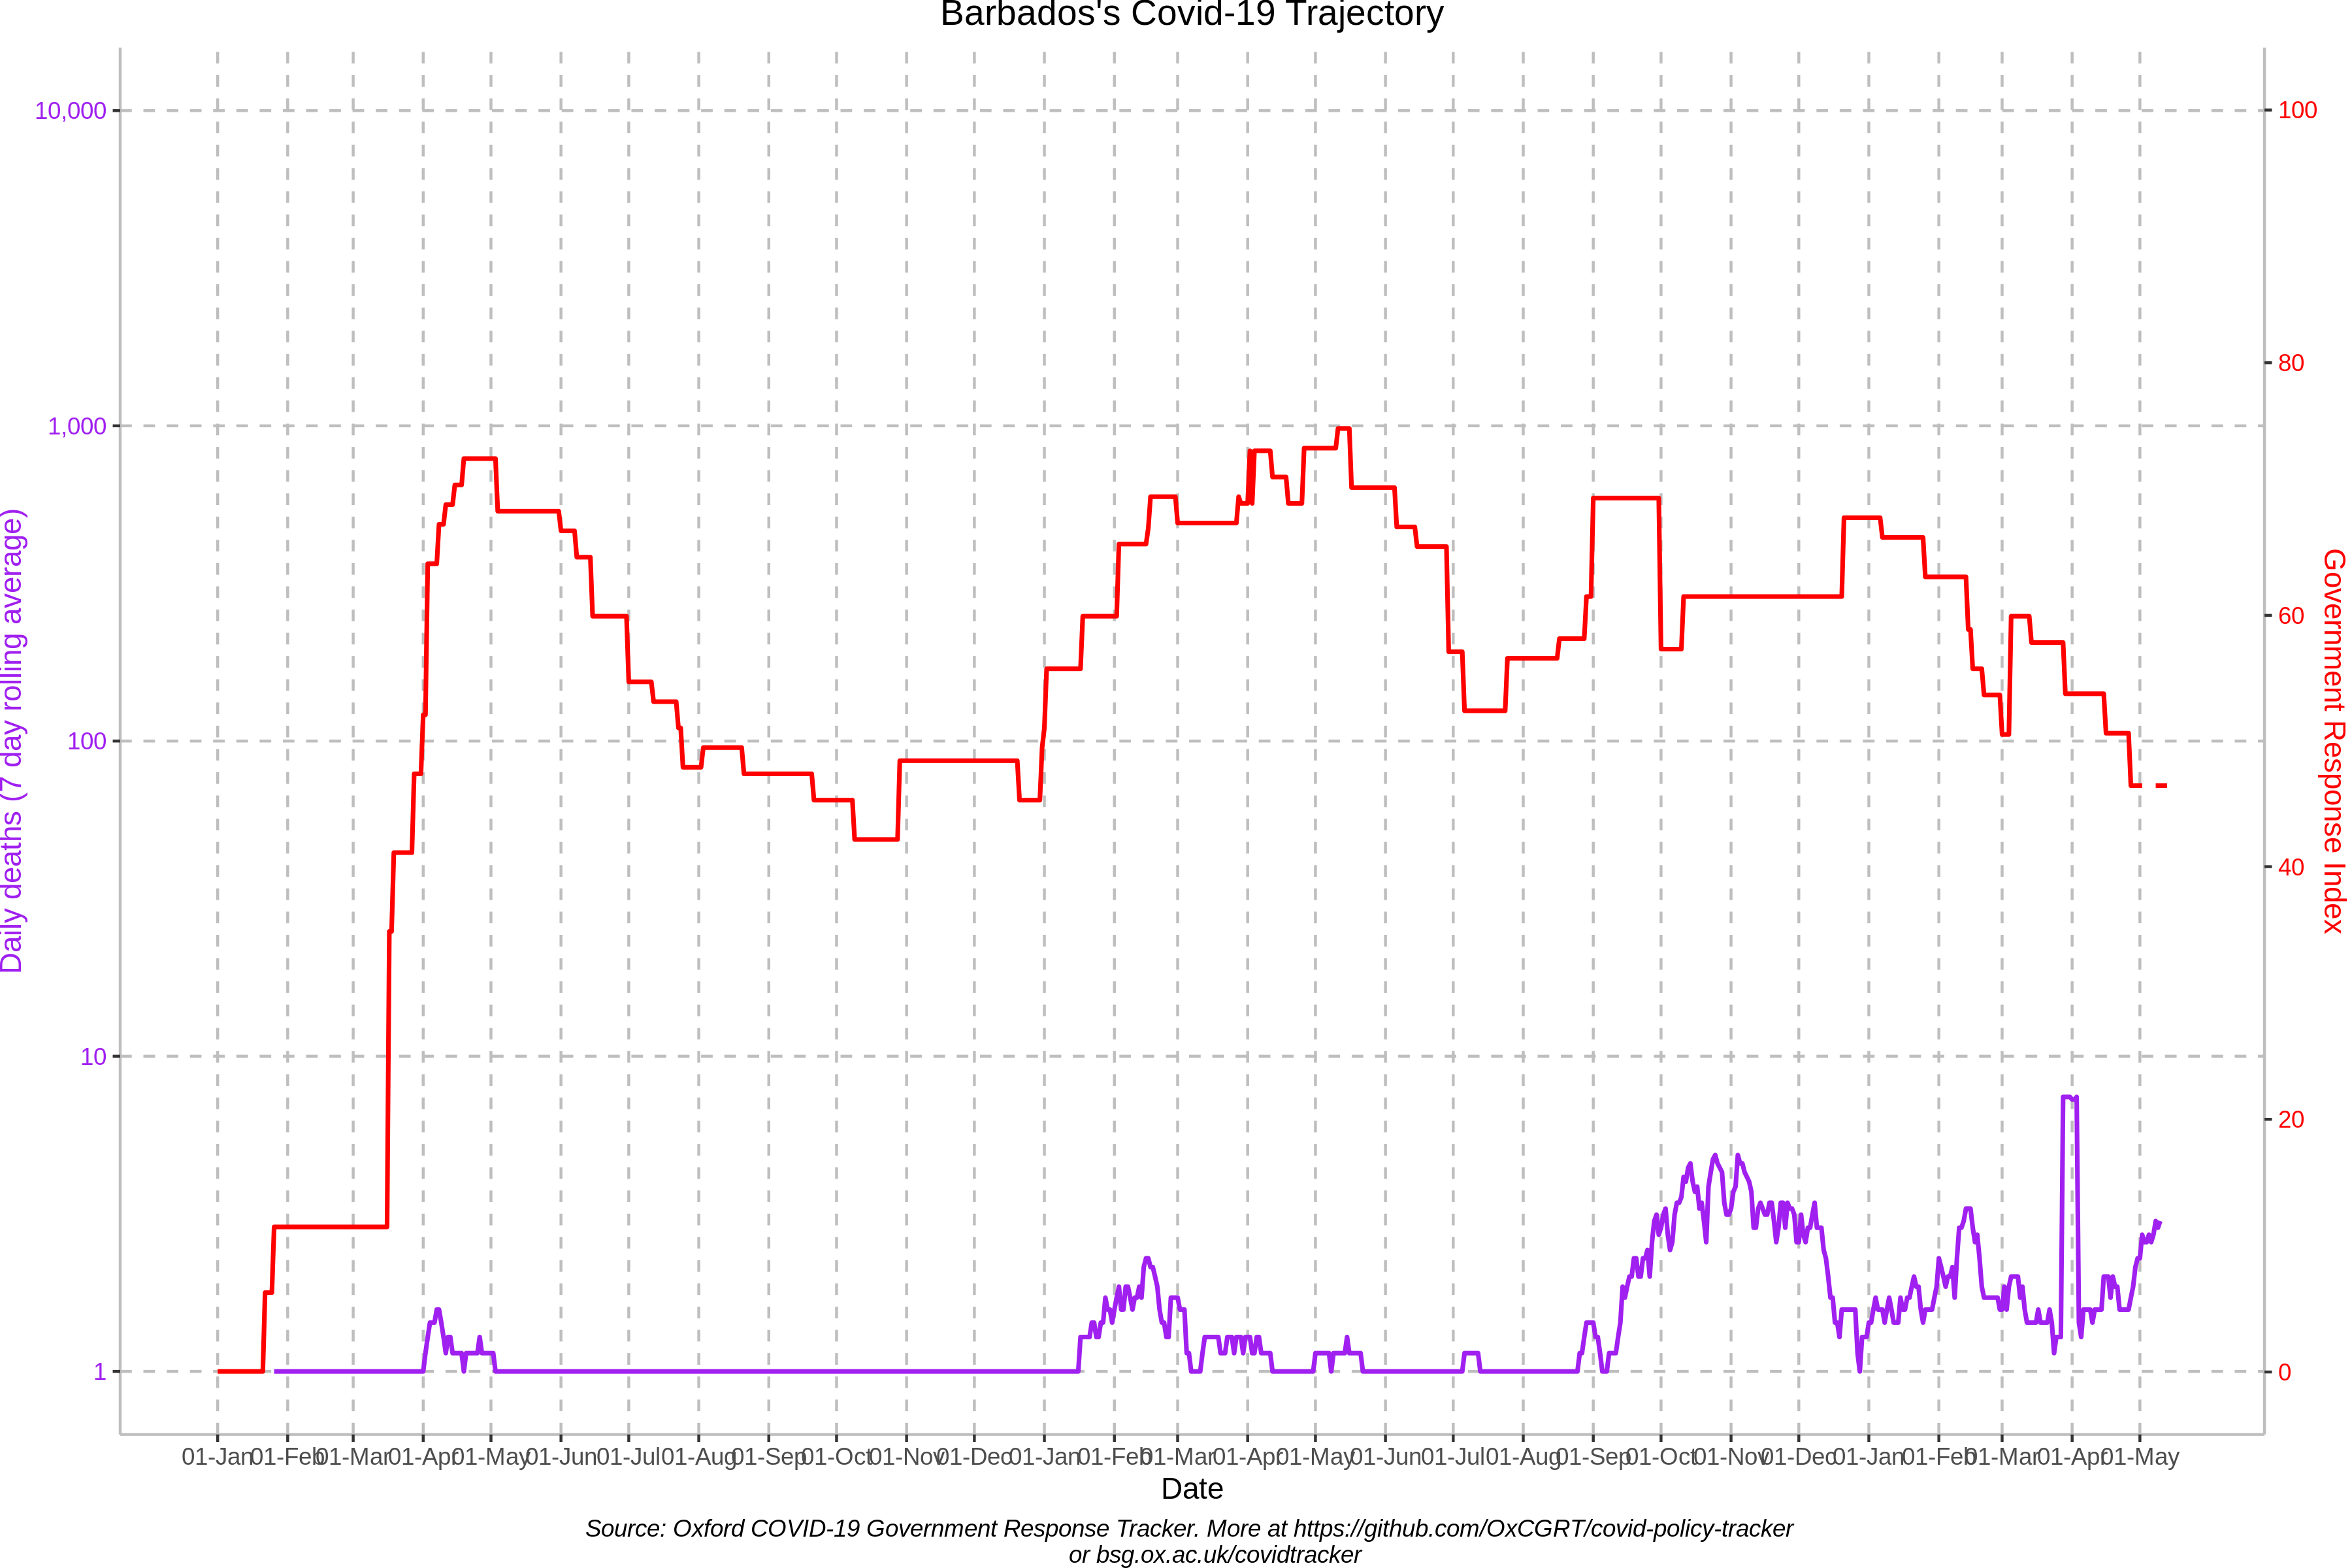 Barbados's Covid-19 Trajectory
10,000
1,000
100
10
1
Daily deaths (7 day rolling average)
100
80
60
40
20
0
Government Response Index
01-Jan 01-Feb 01-Mar 01-Apr 01-May 01-Jun 01-Jul 01-Aug 01-Sep 01-Oct 01-Nov 01-Dec 01-Jan 01-Feb 01-Mar 01-Apr 01-May 01-Jun 01-Jul 01-Aug 01-Sep 01-Oct 01-Nov 01-Dec 01-Jan 01-Feb 01-Mar 01-Apr 01-May
Date
Source: Oxford COVID-19 Government Response Tracker. More at https://github.com/OxCGRT/covid-policy-tracker
or bsg.ox.ac.uk/covidtracker